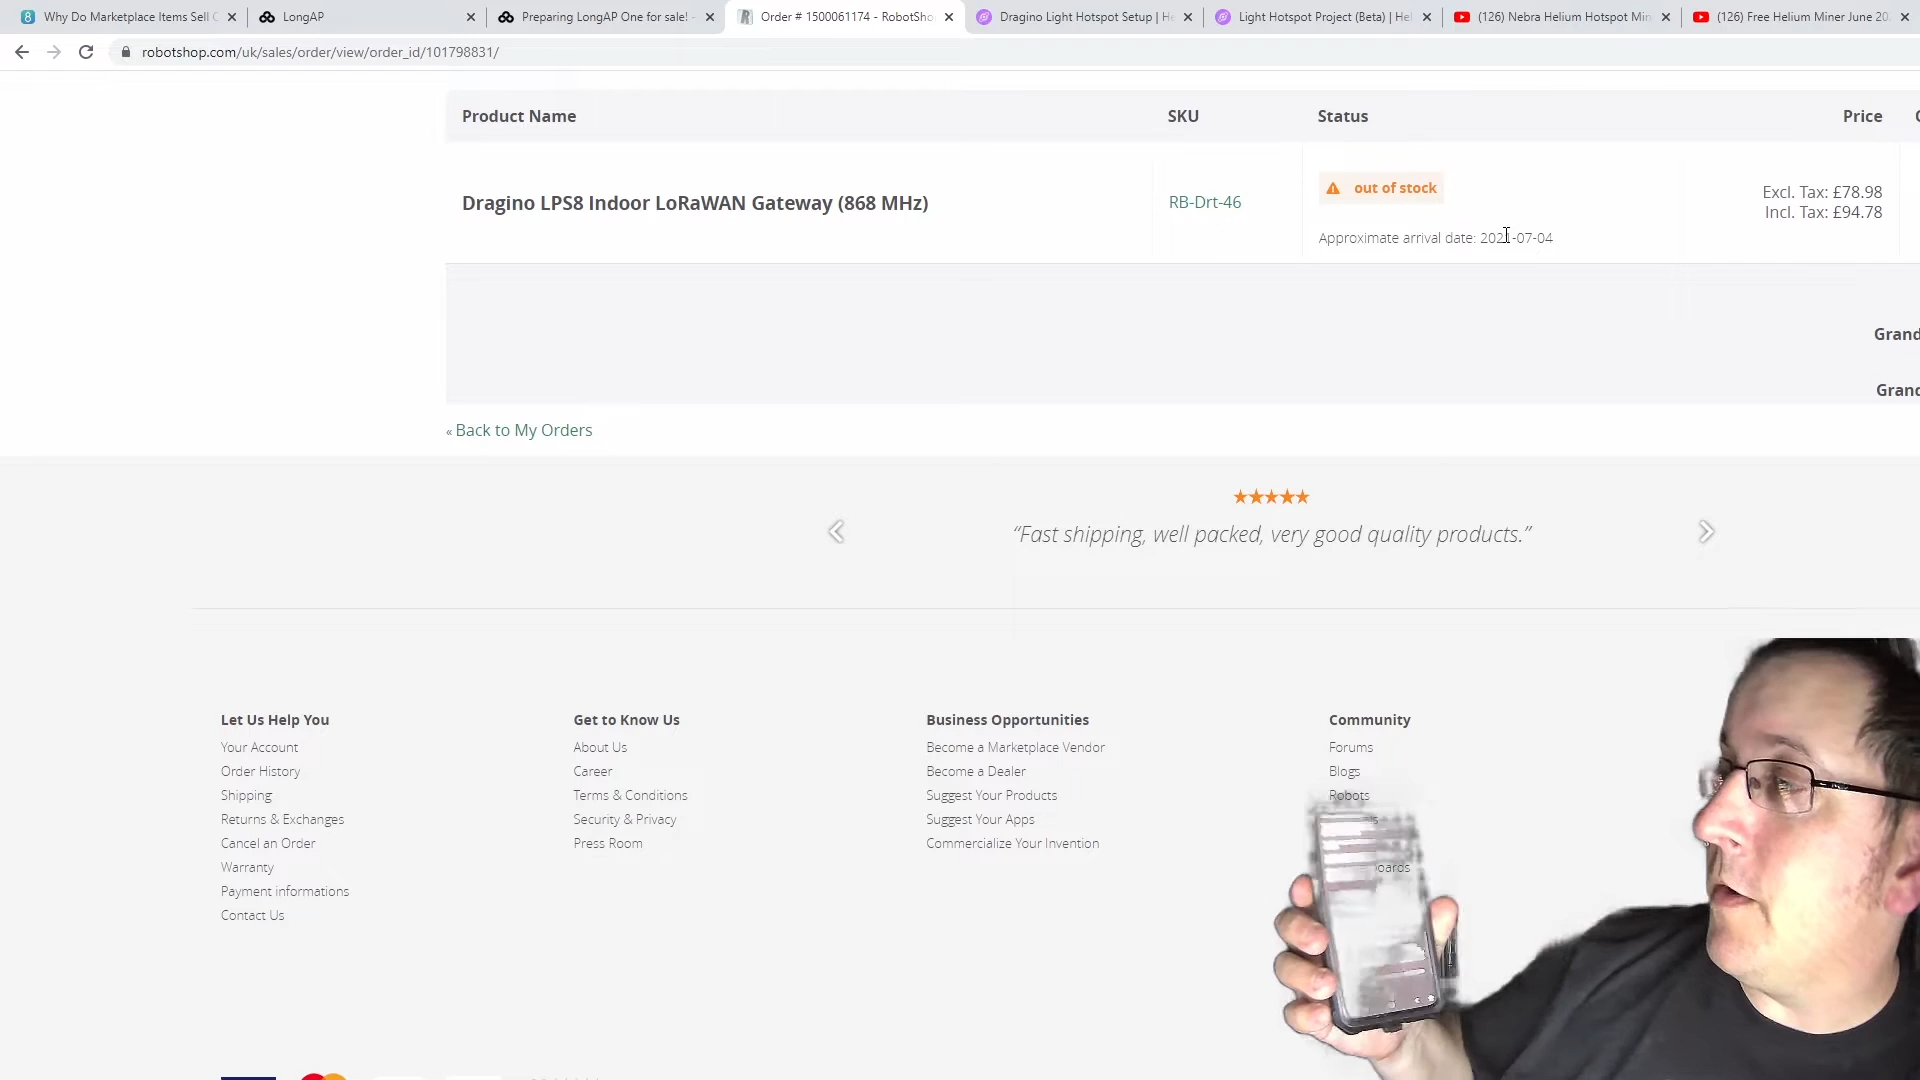 Why Do Marketplace Items Sell
LongAP
Preparing LongAP One for sale! -
Order # 1500061174 - RobotSho
Dragino Light Hotspot Setup | He
Light Hotspot Project (Beta) | Hel
(126) Nebra Helium Hotspot Min
(126) Free Helium Miner June 20
robotshop.com/uk/sales/order/view/order_id/101798831/
Product Name SKU Status Price
Dragino LPS8 Indoor LoRaWAN Gateway (868 MHz)
RB-Drt-46
out of stock
Approximate arrival date: 2021-07-04
Excl. Tax: £78.98
Incl. Tax: £94.78
Grand
Grand
« Back to My Orders
“Fast shipping, well packed, very good quality products.”
Let Us Help You
Your Account
Order History
Shipping
Returns & Exchanges
Cancel an Order
Warranty
Payment informations
Contact Us
Get to Know Us
About Us
Career
Terms & Conditions
Security & Privacy
Press Room
Business Opportunities
Become a Marketplace Vendor
Become a Dealer
Suggest Your Products
Suggest Your Apps
Commercialize Your Invention
Community
Forums
Blogs
Robots